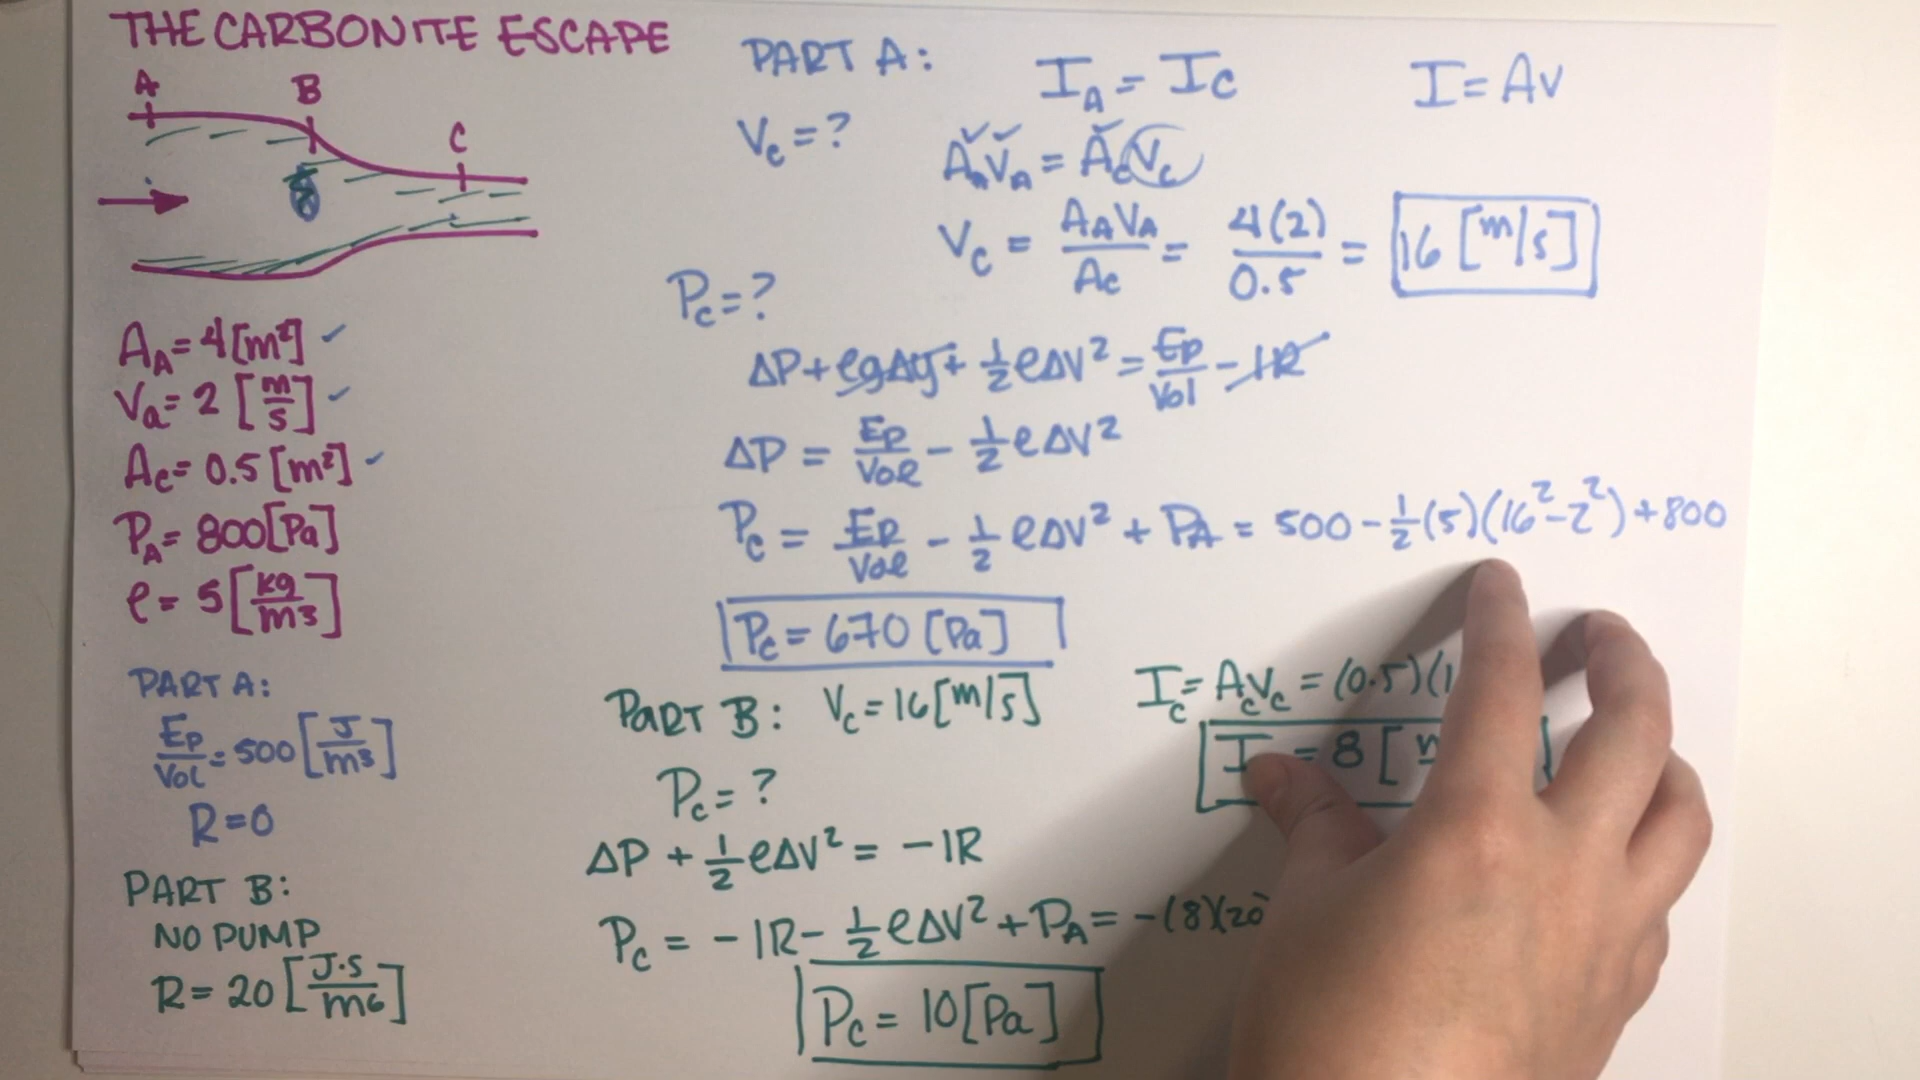 THE CARBONITE ESCAPE
A
B
C
A_A = 4 [m²] ✓
V_a = 2 [m/s] ✓
A_c = 0.5 [m²] ✓
P_A = 800 [Pa]
ρ = 5 [kg/m³]
PART A:
Ep/Vol = 500 [J/m³]
R = 0
PART B:
NO PUMP
R = 20 [J·s/m⁶]
PART A:
I_A = I_C
I = AV
V_c = ?
A_A V_A = A_c V_c
V_c = A_A V_A / A_c = 4(2) / 0.5 = 16 [m/s]
P_c = ?
ΔP + ρgΔy + ½ρΔV² = Ep/Vol - IR
ΔP = Ep/Vol - ½ρΔV²
P_c = Ep/Vol - ½ρΔV² + P_A = 500 - ½(5)(16² - 2²) + 800
P_c = 670 [Pa]
PART B: V_c = 16 [m/s]
I_c = A_c V_c = (0.5)(1
I = 8 [
P_c = ?
ΔP + ½ρΔV² = -IR
P_c = -IR - ½ρΔV² + P_A = -(8)(20
P_c = 10 [Pa]